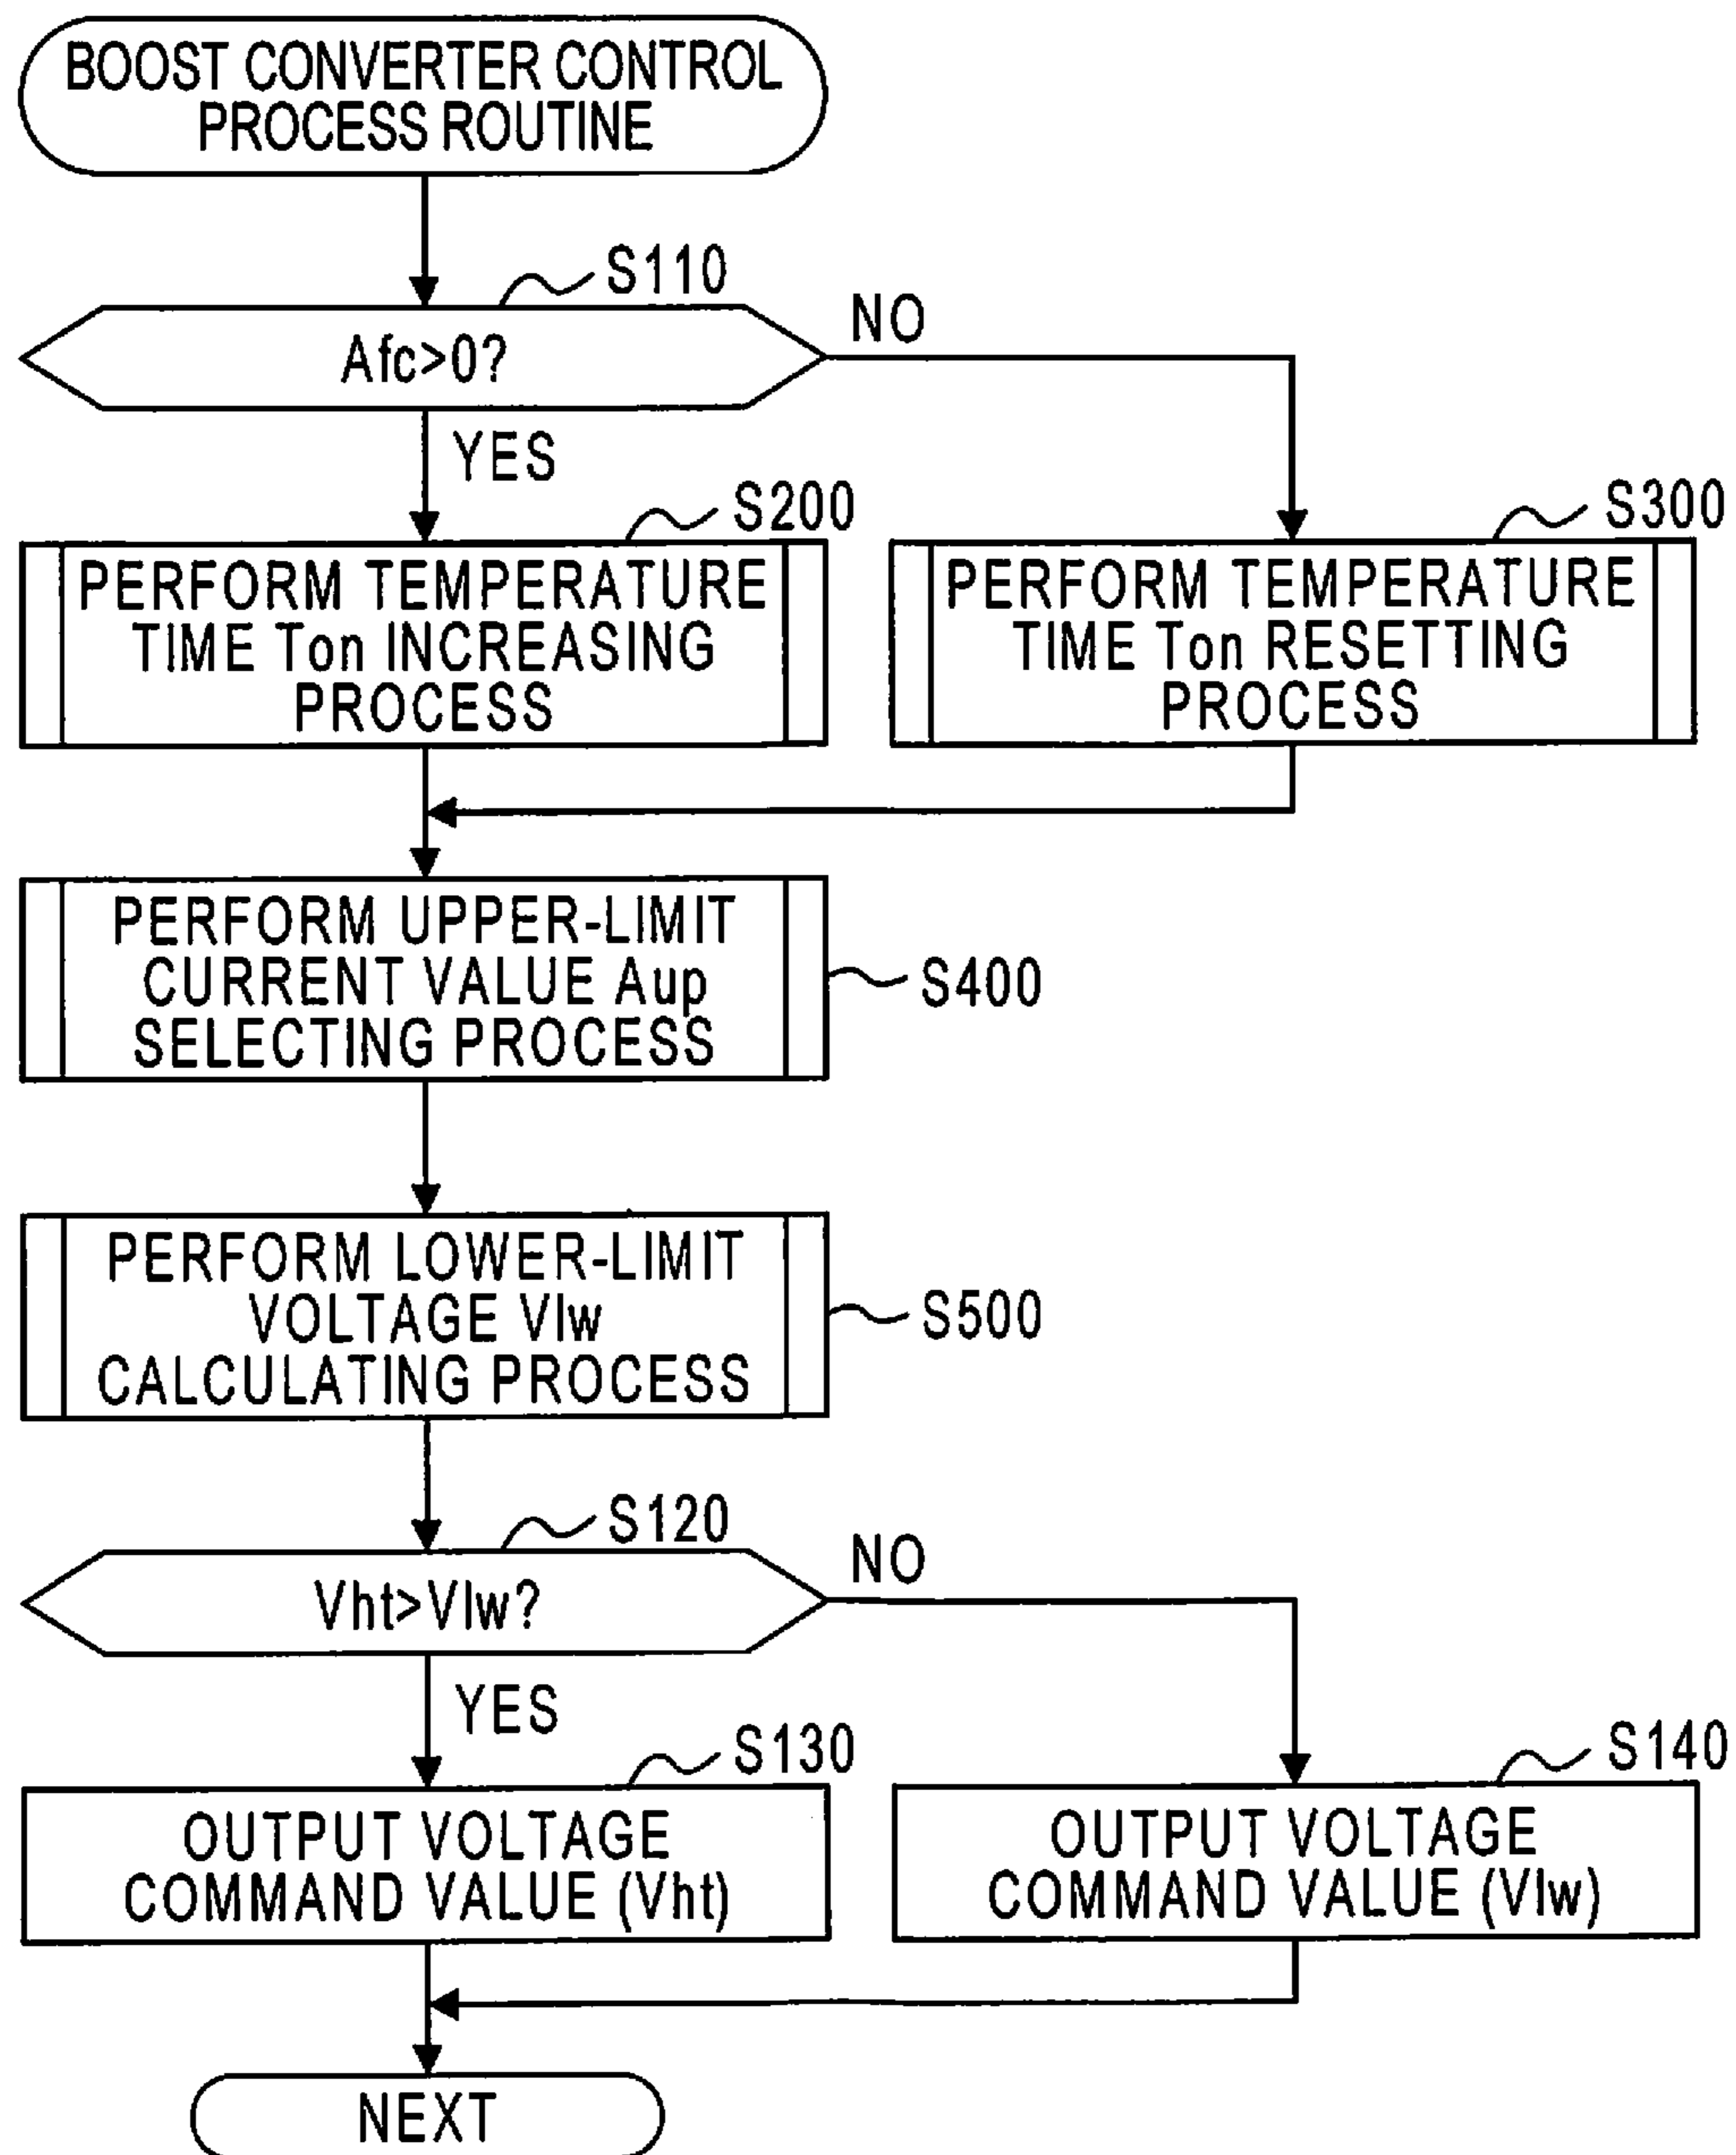 BOOST CONVERTER CONTROL
PROCESS ROUTINE
S110
Afc>0?
NO
YES
S200
PERFORM TEMPERATURE
TIME Ton INCREASING
PROCESS
S300
PERFORM TEMPERATURE
TIME Ton RESETTING
PROCESS
PERFORM UPPER-LIMIT
CURRENT VALUE Aup
SELECTING PROCESS
S400
PERFORM LOWER-LIMIT
VOLTAGE Vlw
CALCULATING PROCESS
S500
S120
Vht>Vlw?
NO
YES
S130
OUTPUT VOLTAGE
COMMAND VALUE (Vht)
S140
OUTPUT VOLTAGE
COMMAND VALUE (Vlw)
NEXT